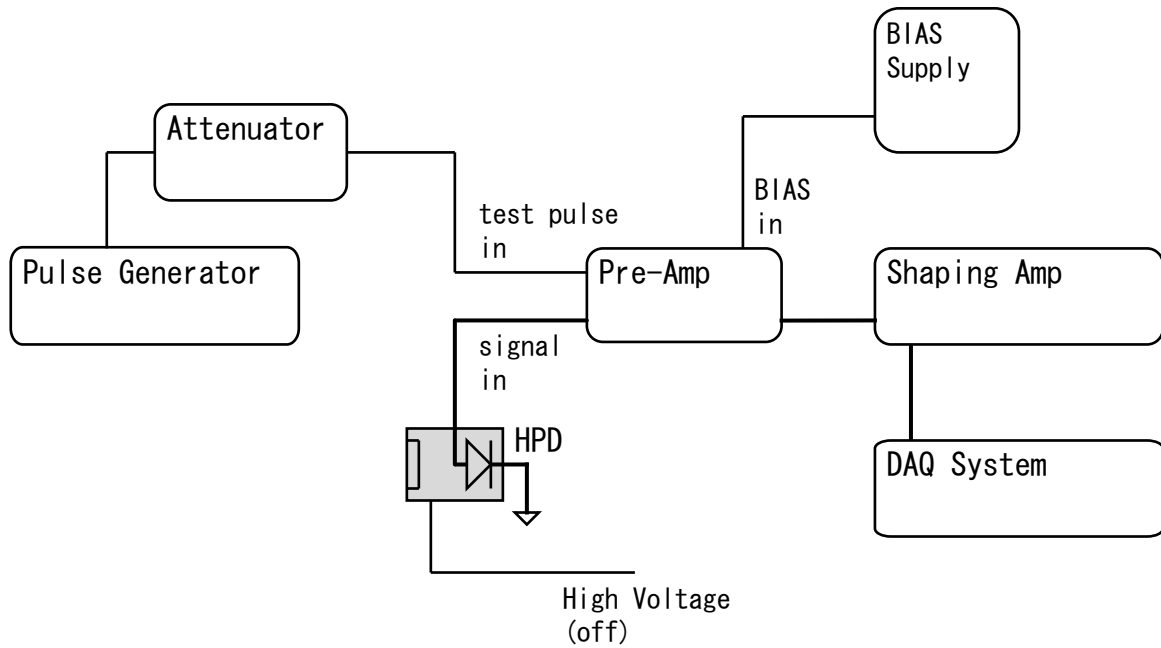 BIAS
Supply
Attenuator
BIAS
in
test pulse
in
Pulse Generator
Pre-Amp
Shaping Amp
signal
in
HPD
DAQ System
High Voltage
(off)